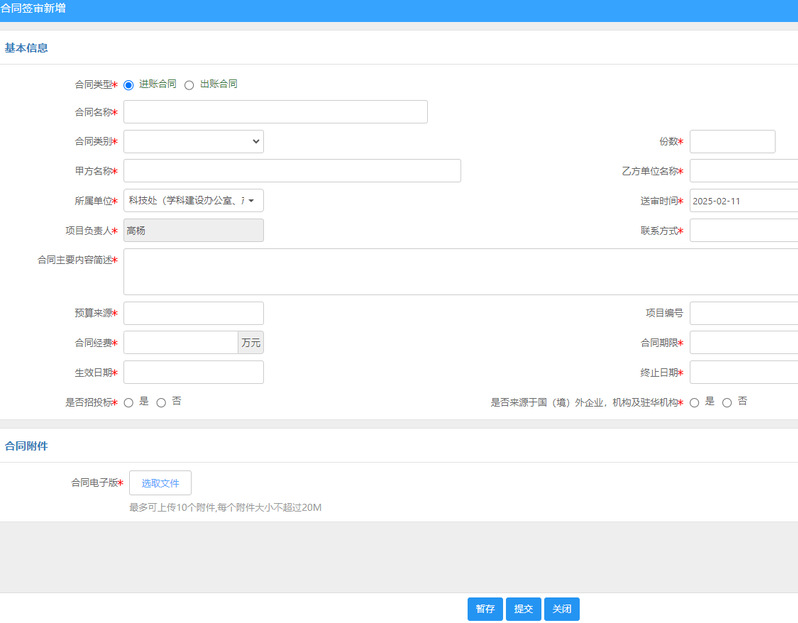 合同签审新增
基本信息
合同类型* 进账合同 出账合同
合同名称*
合同类别* 份数*
甲方名称* 乙方单位名称*
所属单位* 科技处（学科建设办公室、 送审时间* 2025-02-11
项目负责人* 高杨 联系方式*
合同主要内容简述*
预算来源* 项目编号
合同经费* 万元 合同期限*
生效日期* 终止日期*
是否招投标* 是 否 是否来源于国（境）外企业，机构及驻华机构* 是 否
合同附件
合同电子版* 选取文件
最多可上传10个附件,每个附件大小不超过20M
暂存 提交 关闭